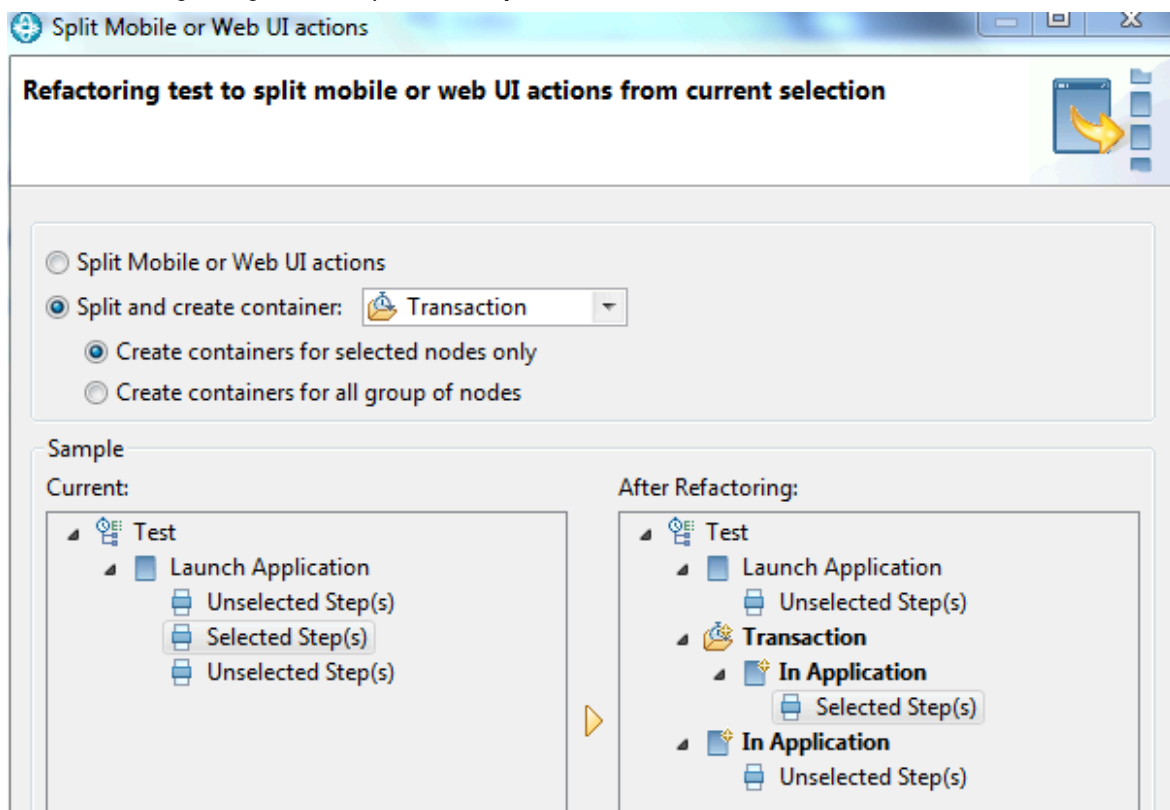 Split Mobile or Web UI actions
Refactoring test to split mobile or web UI actions from current selection
Split Mobile or Web UI actions
Split and create container: Transaction
Create containers for selected nodes only
Create containers for all group of nodes
Sample
Current:
Test
Launch Application
Unselected Step(s)
Selected Step(s)
Unselected Step(s)
After Refactoring:
Test
Launch Application
Unselected Step(s)
Transaction
In Application
Selected Step(s)
In Application
Unselected Step(s)